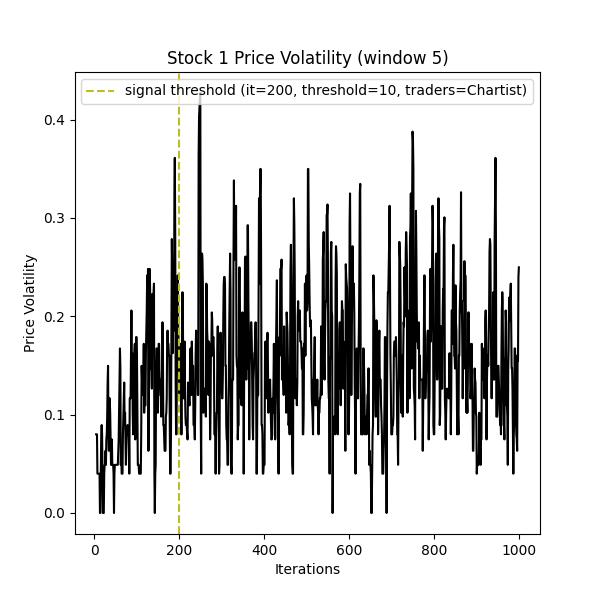 Stock 1 Price Volatility (window 5)
signal threshold (it=200, threshold=10, traders=Chartist)
Price Volatility
0.4
0.3
0.2
0.1
0.0
0 200 400 600 800 1000
Iterations